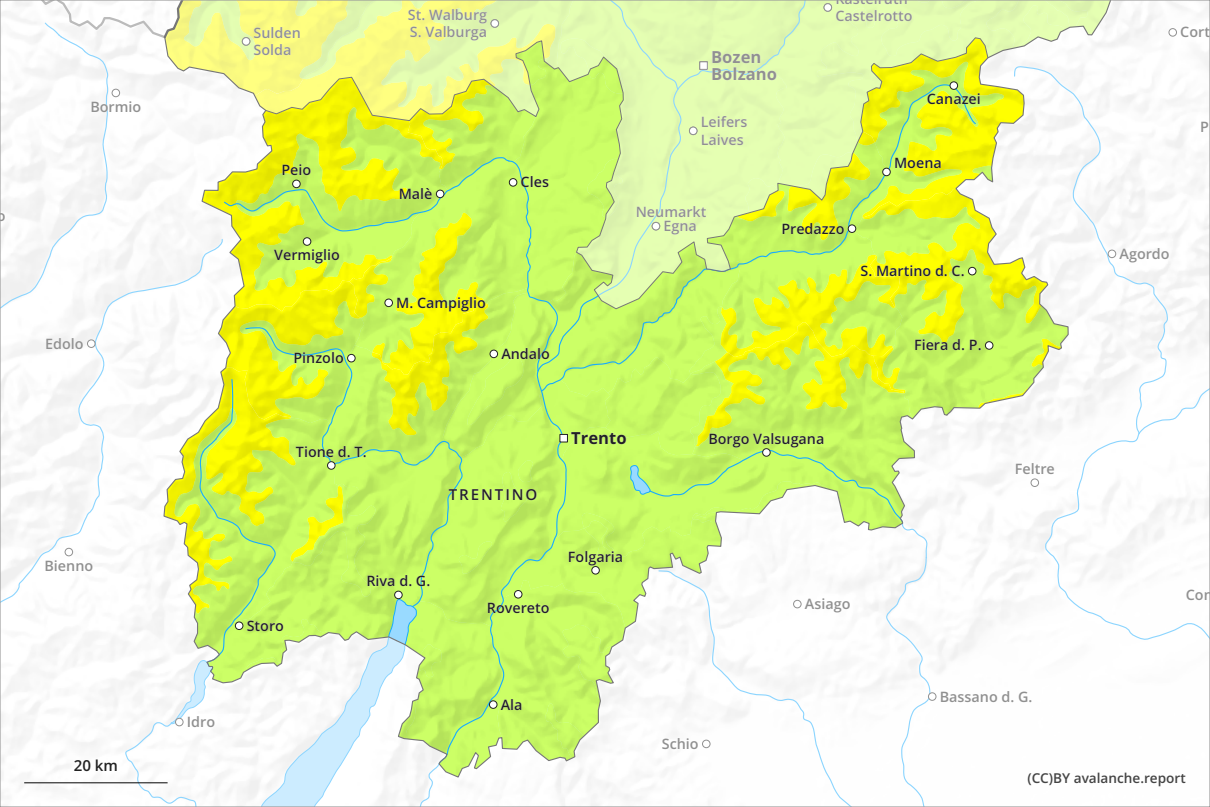 St. Walburg
S. Valburga
Kastelruth
Castelrotto
Sulden
Solda
Cort
Bozen
Bolzano
Bormio
Canazei
Leifers
Laives
P
Moena
Peio
Malè
Cles
Neumarkt
Egna
Predazzo
Vermiglio
Agordo
S. Martino d. C.
M. Campiglio
Edolo
Pinzolo
Andalo
Fiera d. P.
Trento
Borgo Valsugana
Tione d. T.
Feltre
TRENTINO
Bienno
Folgaria
Riva d. G.
Rovereto
Asiago
Cor
Storo
Idro
Ala
Bassano d. G.
Schio
20 km
(CC)BY avalanche.report